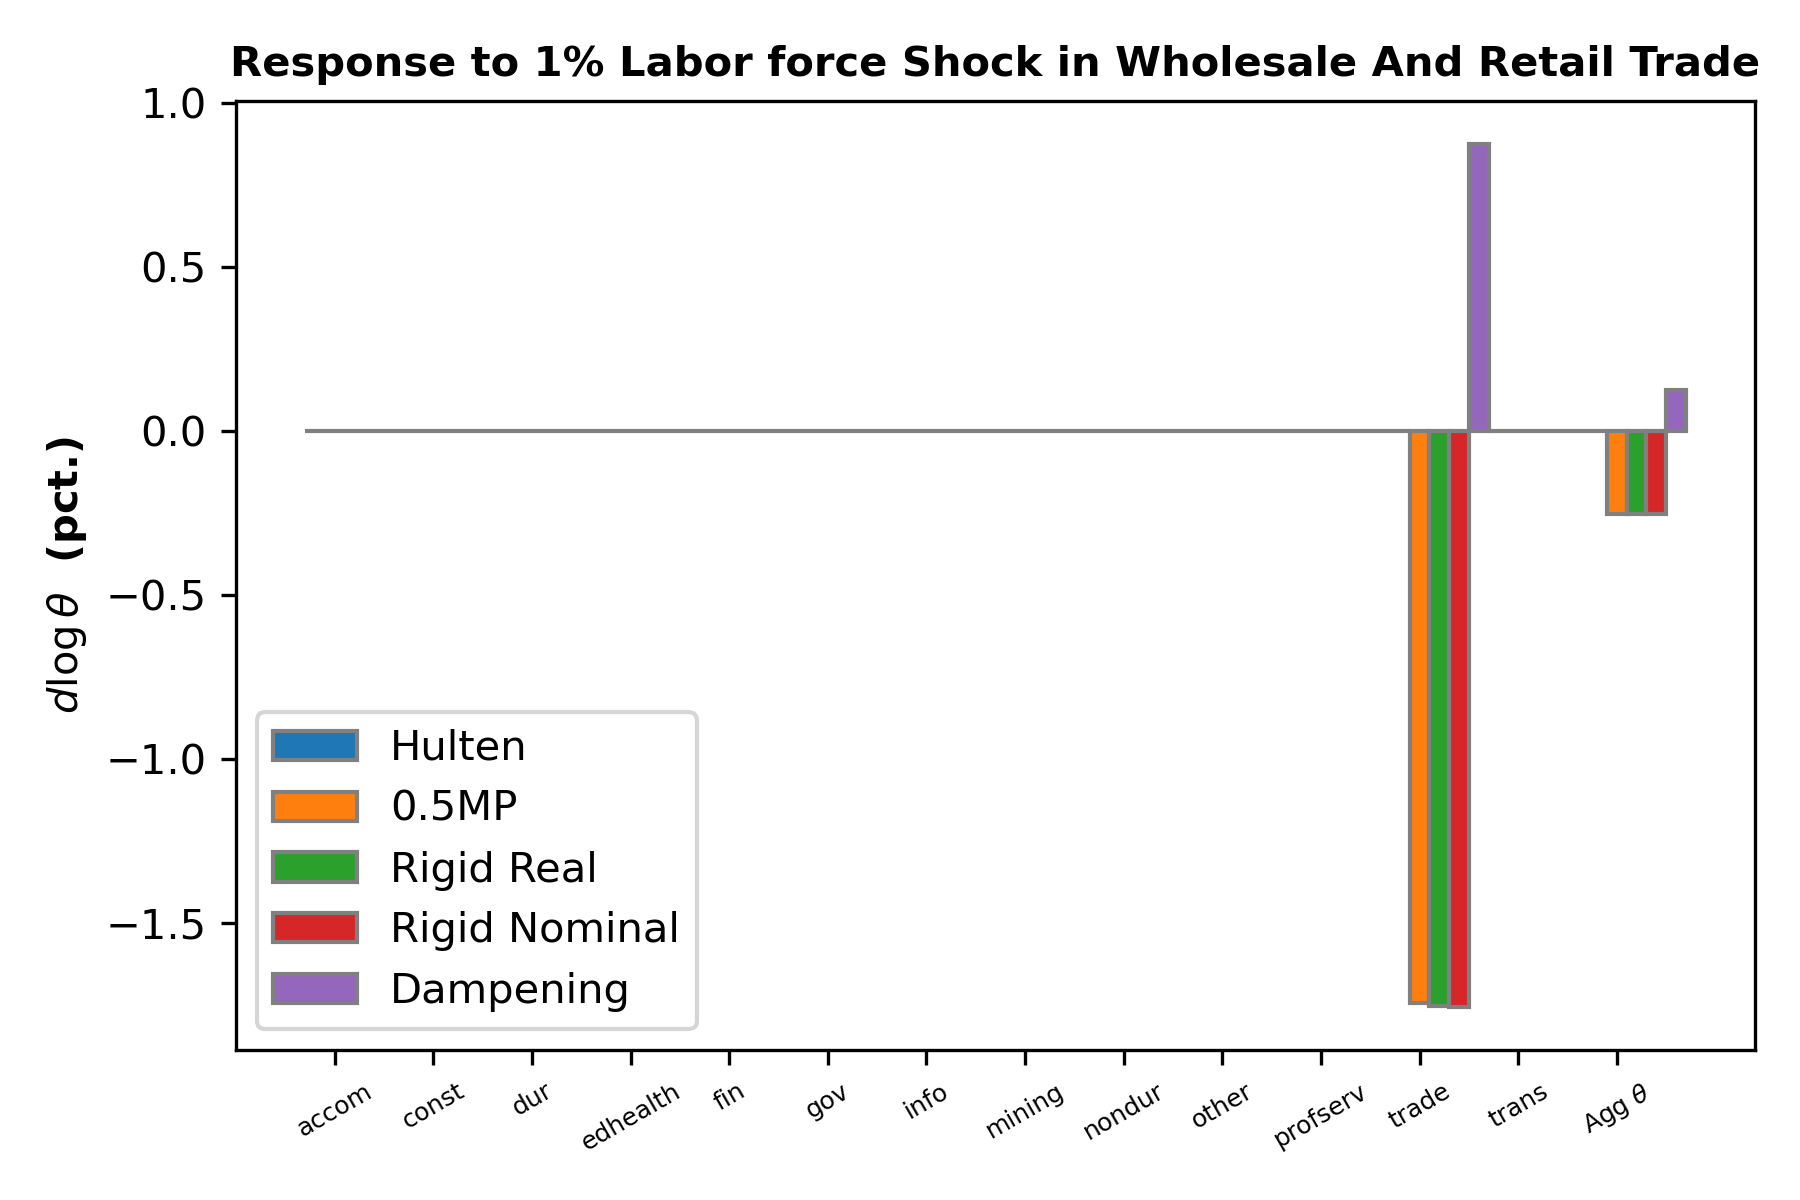 Response to 1% Labor force Shock in Wholesale And Retail Trade
1.0
0.5
0.0
−0.5
−1.0
−1.5
dlog θ (pct.)
Hulten
0.5MP
Rigid Real
Rigid Nominal
Dampening
accom const dur edhealth fin gov info mining nondur other profserv trade trans Agg θ